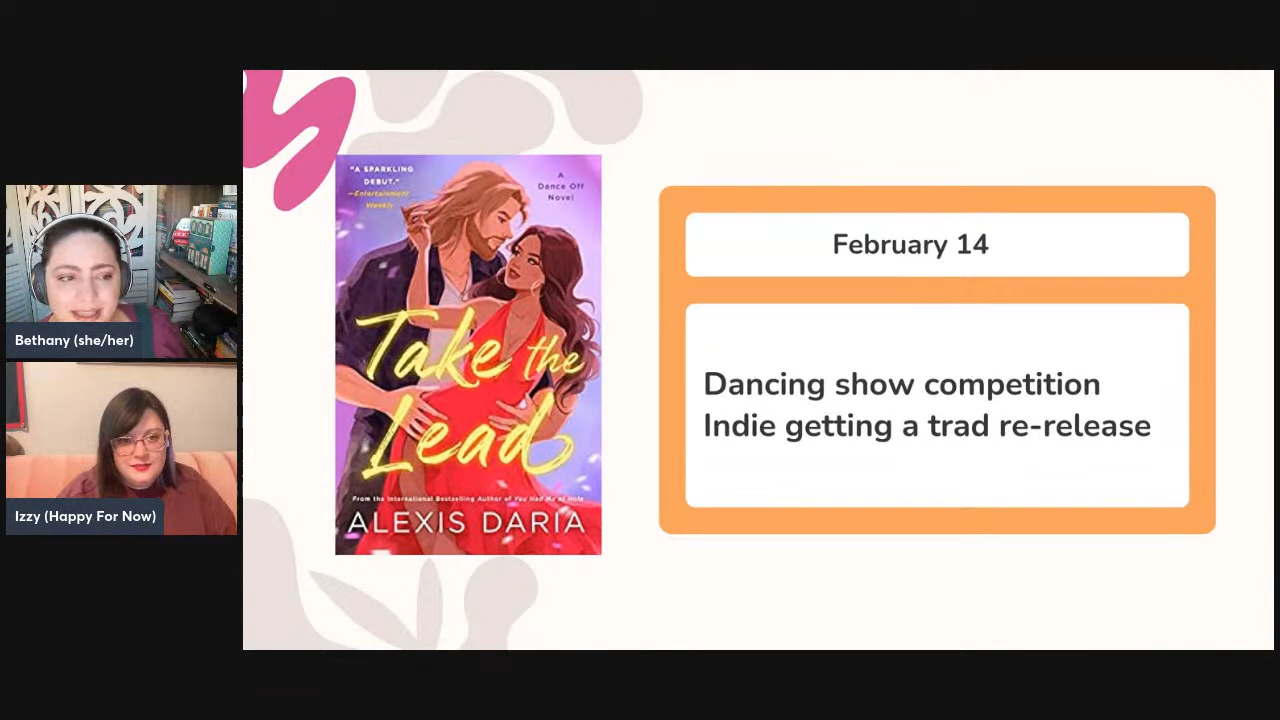 Bethany (she/her)
Izzy (Happy For Now)
"A SPARKLING
DEBUT."
—Entertainment
Weekly
A
Dance Off
Novel
Take the
Lead
From the International Bestselling Author of You Had Me at Hola
ALEXIS DARIA
February 14
Dancing show competition
Indie getting a trad re-release